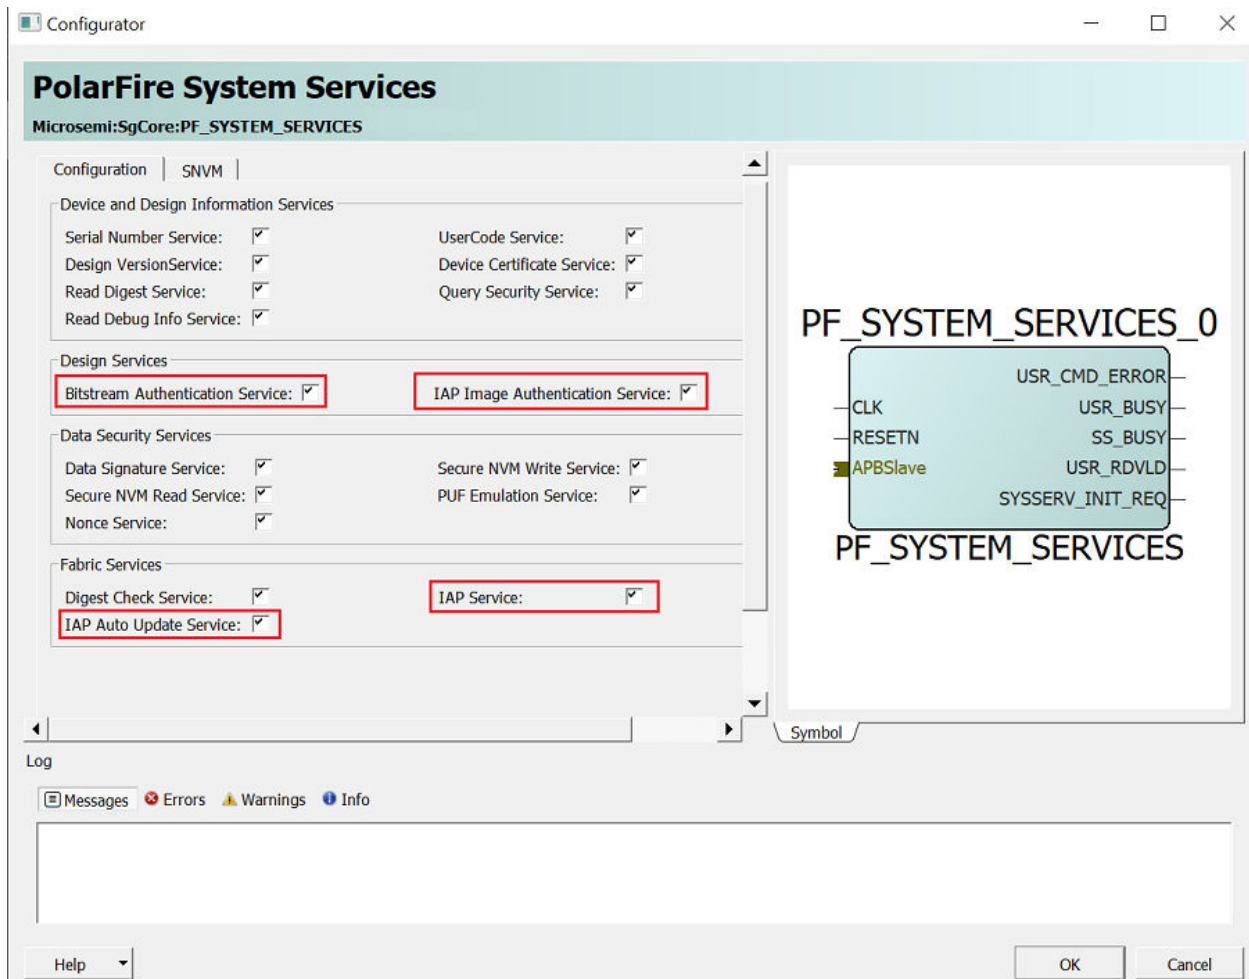 Configurator
PolarFire System Services
Microsemi:SgCore:PF_SYSTEM_SERVICES
Configuration SNVM
Device and Design Information Services
Serial Number Service: UserCode Service:
Design VersionService: Device Certificate Service:
Read Digest Service: Query Security Service:
Read Debug Info Service:
Design Services
Bitstream Authentication Service: IAP Image Authentication Service:
Data Security Services
Data Signature Service: Secure NVM Write Service:
Secure NVM Read Service: PUF Emulation Service:
Nonce Service:
Fabric Services
Digest Check Service: IAP Service:
IAP Auto Update Service:
PF_SYSTEM_SERVICES_0
USR_CMD_ERROR
CLK USR_BUSY
RESETN SS_BUSY
APBSlave USR_RDVLD
SYSSERV_INIT_REQ
PF_SYSTEM_SERVICES
Symbol
Log
Messages Errors Warnings Info
Help OK Cancel